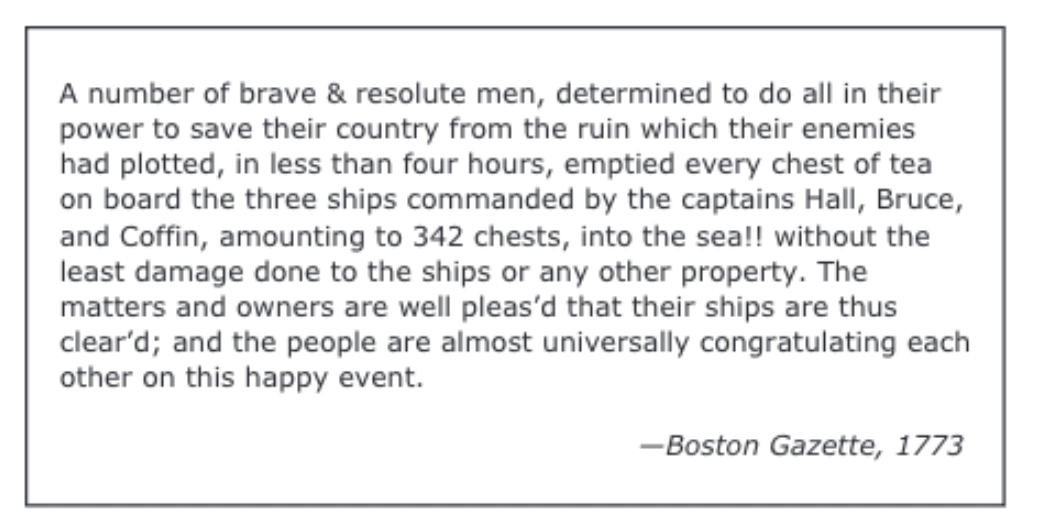 A number of brave & resolute men, determined to do all in their
power to save their country from the ruin which their enemies
had plotted, in less than four hours, emptied every chest of tea
on board the three ships commanded by the captains Hall, Bruce,
and Coffin, amounting to 342 chests, into the sea!! without the
least damage done to the ships or any other property. The
matters and owners are well pleas’d that their ships are thus
clear’d; and the people are almost universally congratulating each
other on this happy event.
—Boston Gazette, 1773